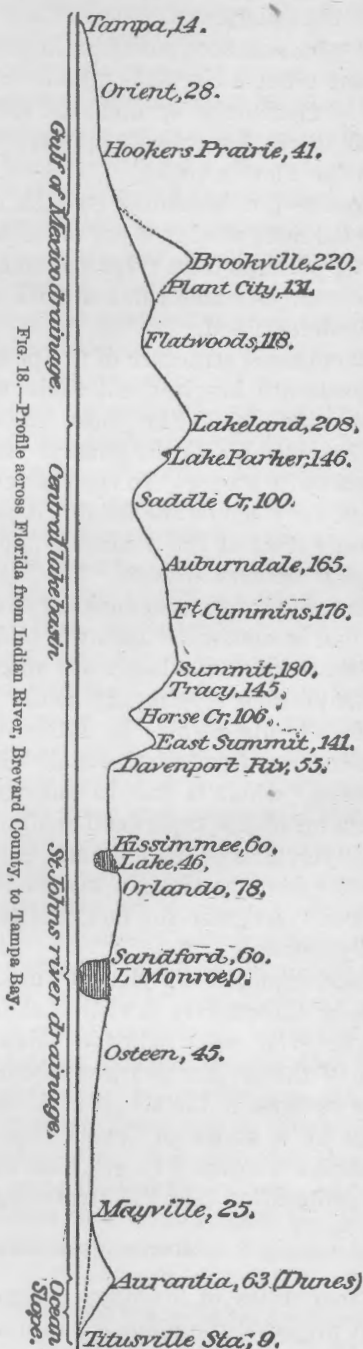 Tampa, 14.
Orient, 28.
Hookers Prairie, 41.
Brookville, 220.
Plant City, 131.
Flatwoods, 118.
Lakeland, 208.
Lake Parker, 146.
Saddle Cr, 100.
Auburndale, 165.
Ft Cummins, 176.
Summit, 180.
Tracy, 145.
Horse Cr, 106.
East Summit, 141.
Davenport Riv, 55.
Kissimmee, 60.
Lake, 46.
Orlando, 78.
Sandford, 60.
L Monroe, 0.
Osteen, 45.
Mayville, 25.
Aurantia, 63. (Dunes)
Titusville Sta, 9.
Gulf of Mexico drainage.
Central lake basin
St Johns river drainage.
Ocean
Slope.
FIG. 18.—Profile across Florida from Indian River, Brevard County, to Tampa Bay.